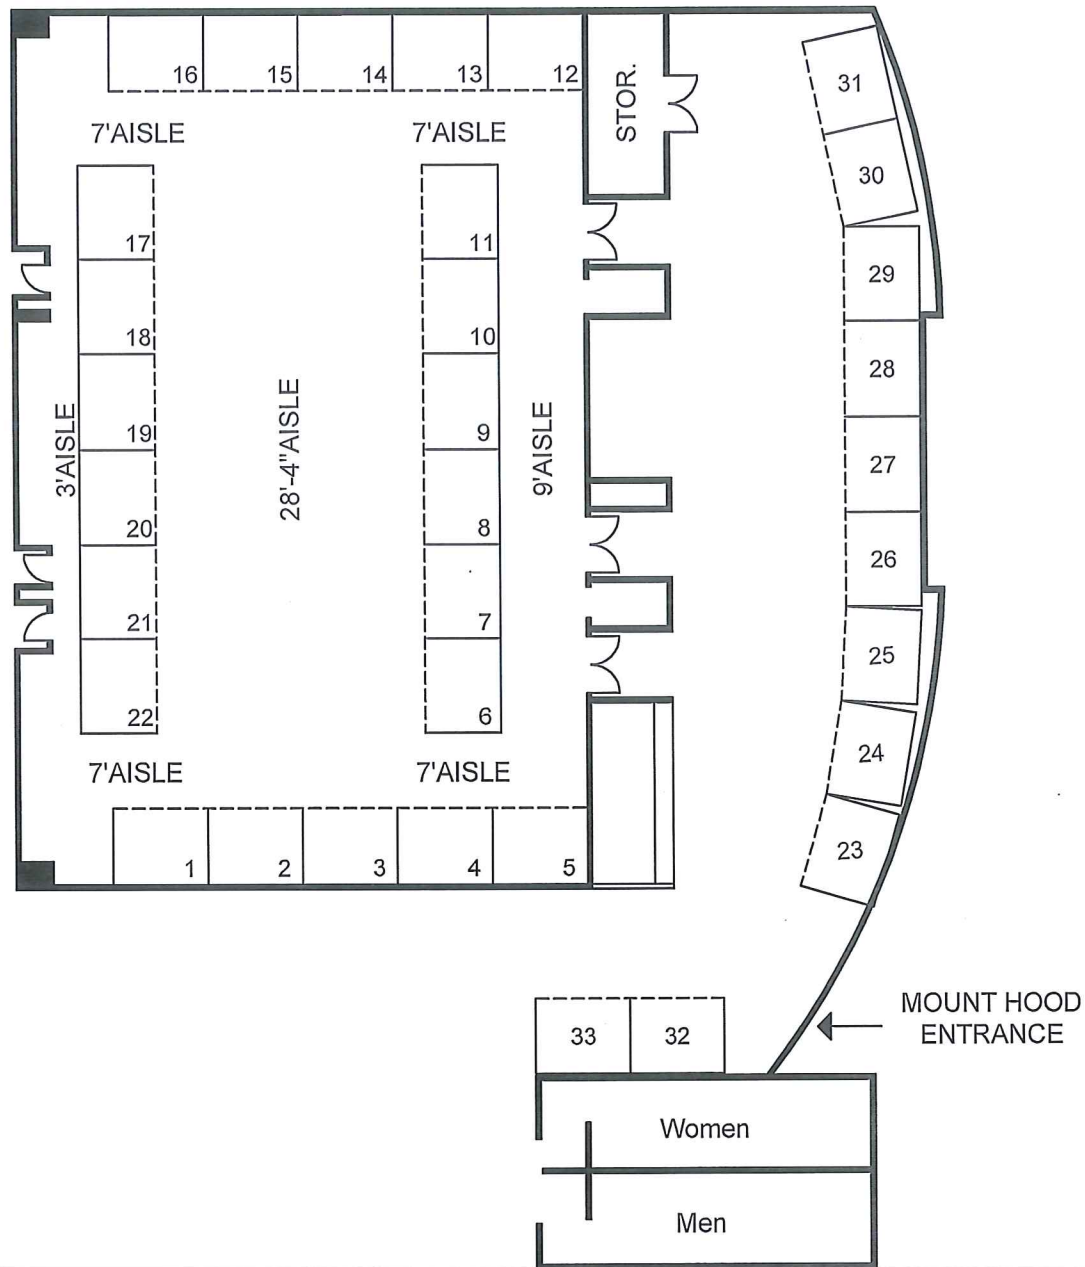 16 15 14 13 12
STOR.
31
7'AISLE 7'AISLE
30
17 11
29
18 10
28
3'AISLE
28'-4"AISLE
9'AISLE
19 9
27
20 8
26
21 7
25
22 6
24
7'AISLE 7'AISLE
23
1 2 3 4 5
MOUNT HOOD
ENTRANCE
33 32
Women
Men